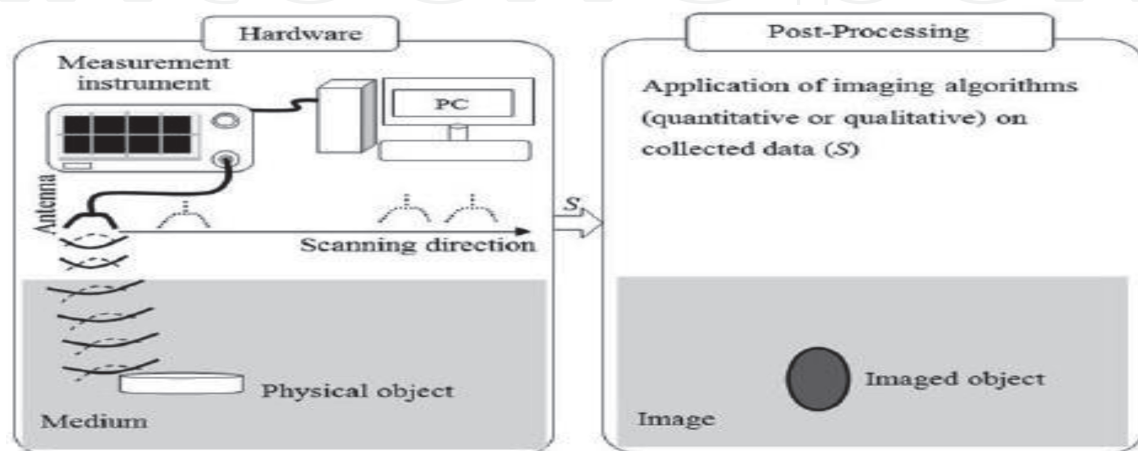 Hardware
Measurement
instrument
PC
Antenna
Scanning direction
Physical object
Medium
S
Post-Processing
Application of imaging algorithms
(quantitative or qualitative) on
collected data (S)
Imaged object
Image